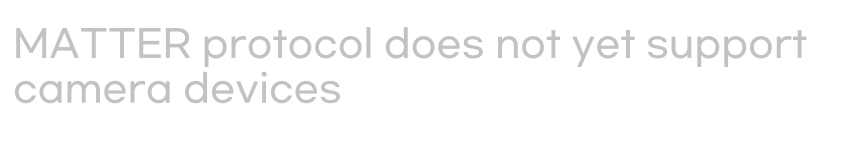 MATTER protocol does not yet support
camera devices